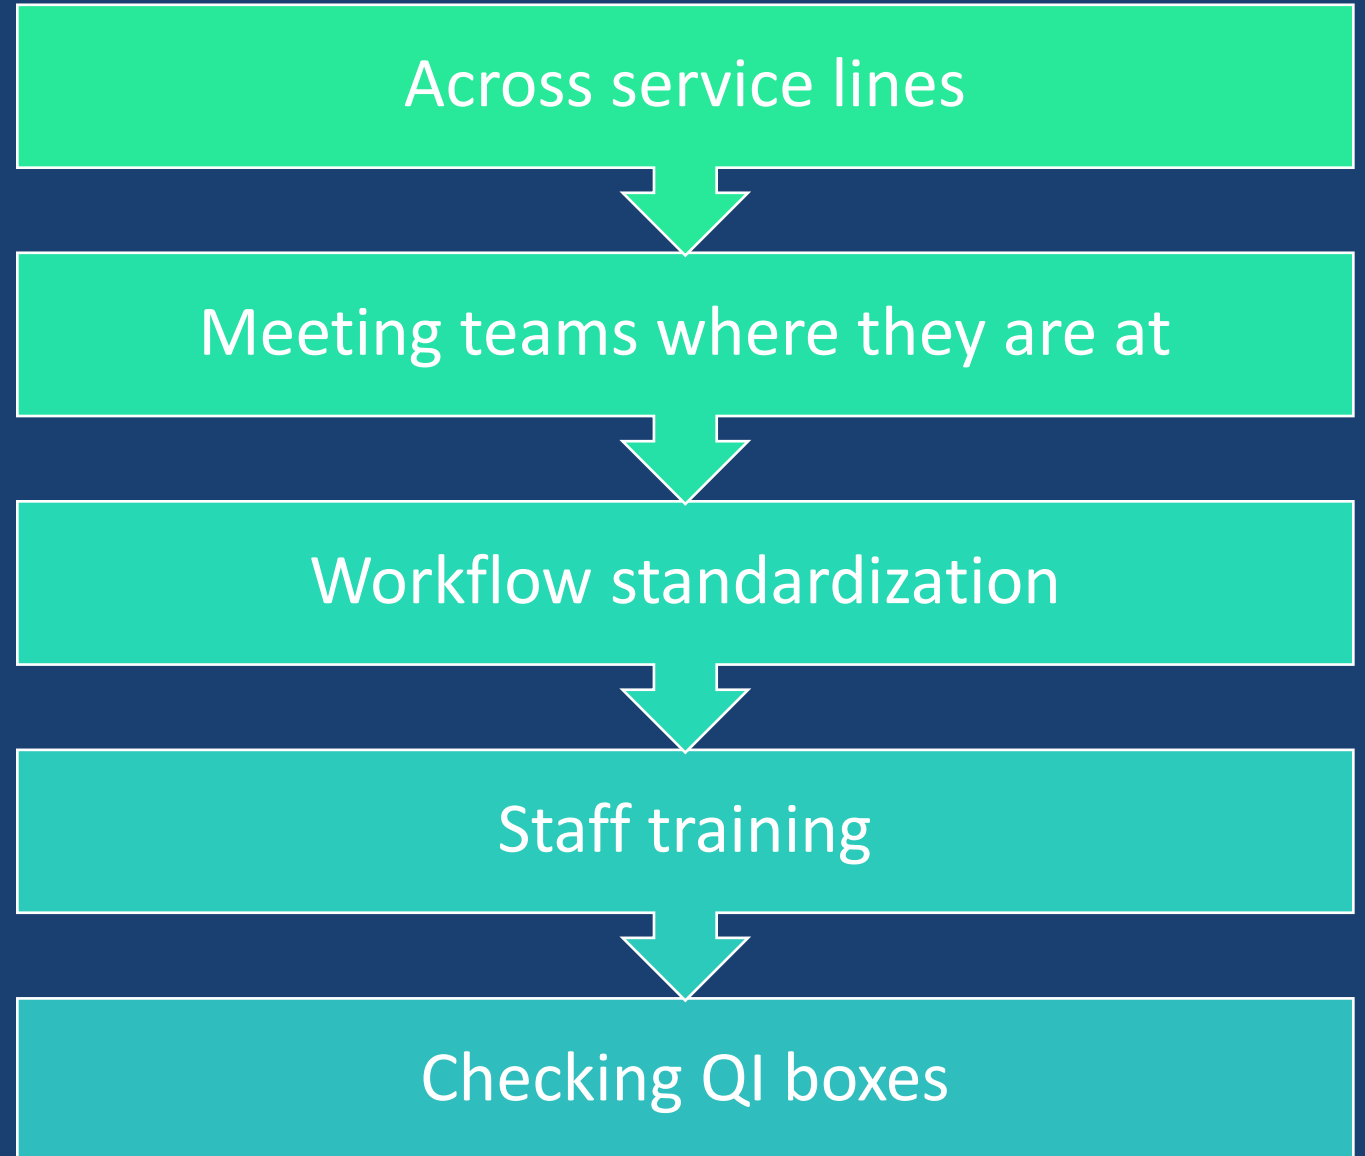 Across service lines
Meeting teams where they are at
Workflow standardization
Staff training
Checking QI boxes